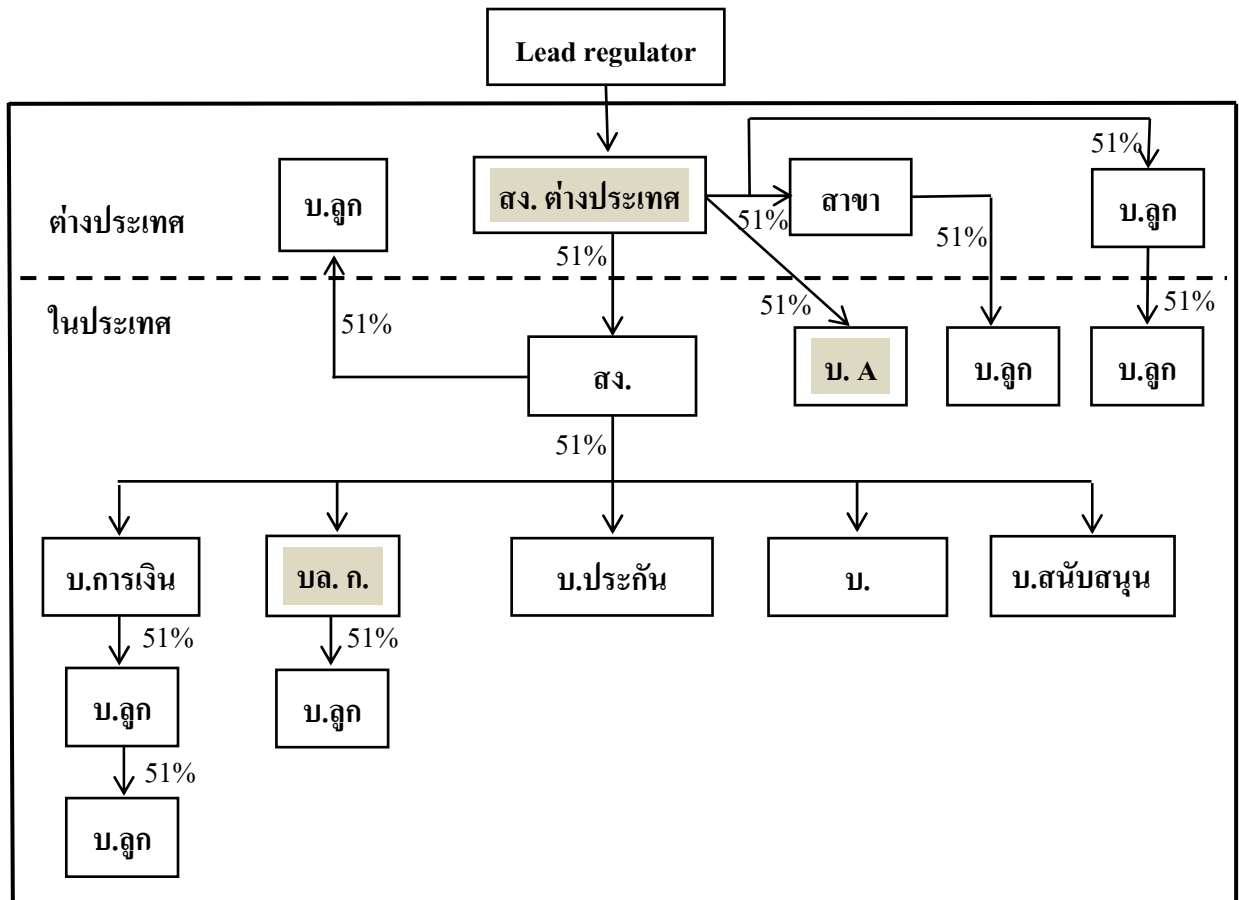 Lead regulator
51%
บ.ลูก
สง. ต่างประเทศ
สาขา
บ.ลูก
ต่างประเทศ
51%
51%
51%
ในประเทศ
51%
51%
51%
สง.
บ. A
บ.ลูก
บ.ลูก
51%
บ.การเงิน
บล. ก.
บ.ประกัน
บ.
บ.สนับสนุน
51%
51%
บ.ลูก
บ.ลูก
51%
บ.ลูก